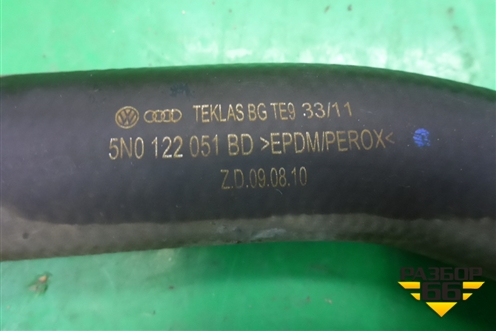 TEKLAS BG TE9 33/11
5N0 122 051 BD >EPDM/PEROX<
Z.D.09.08.10
РАЗБОР
66